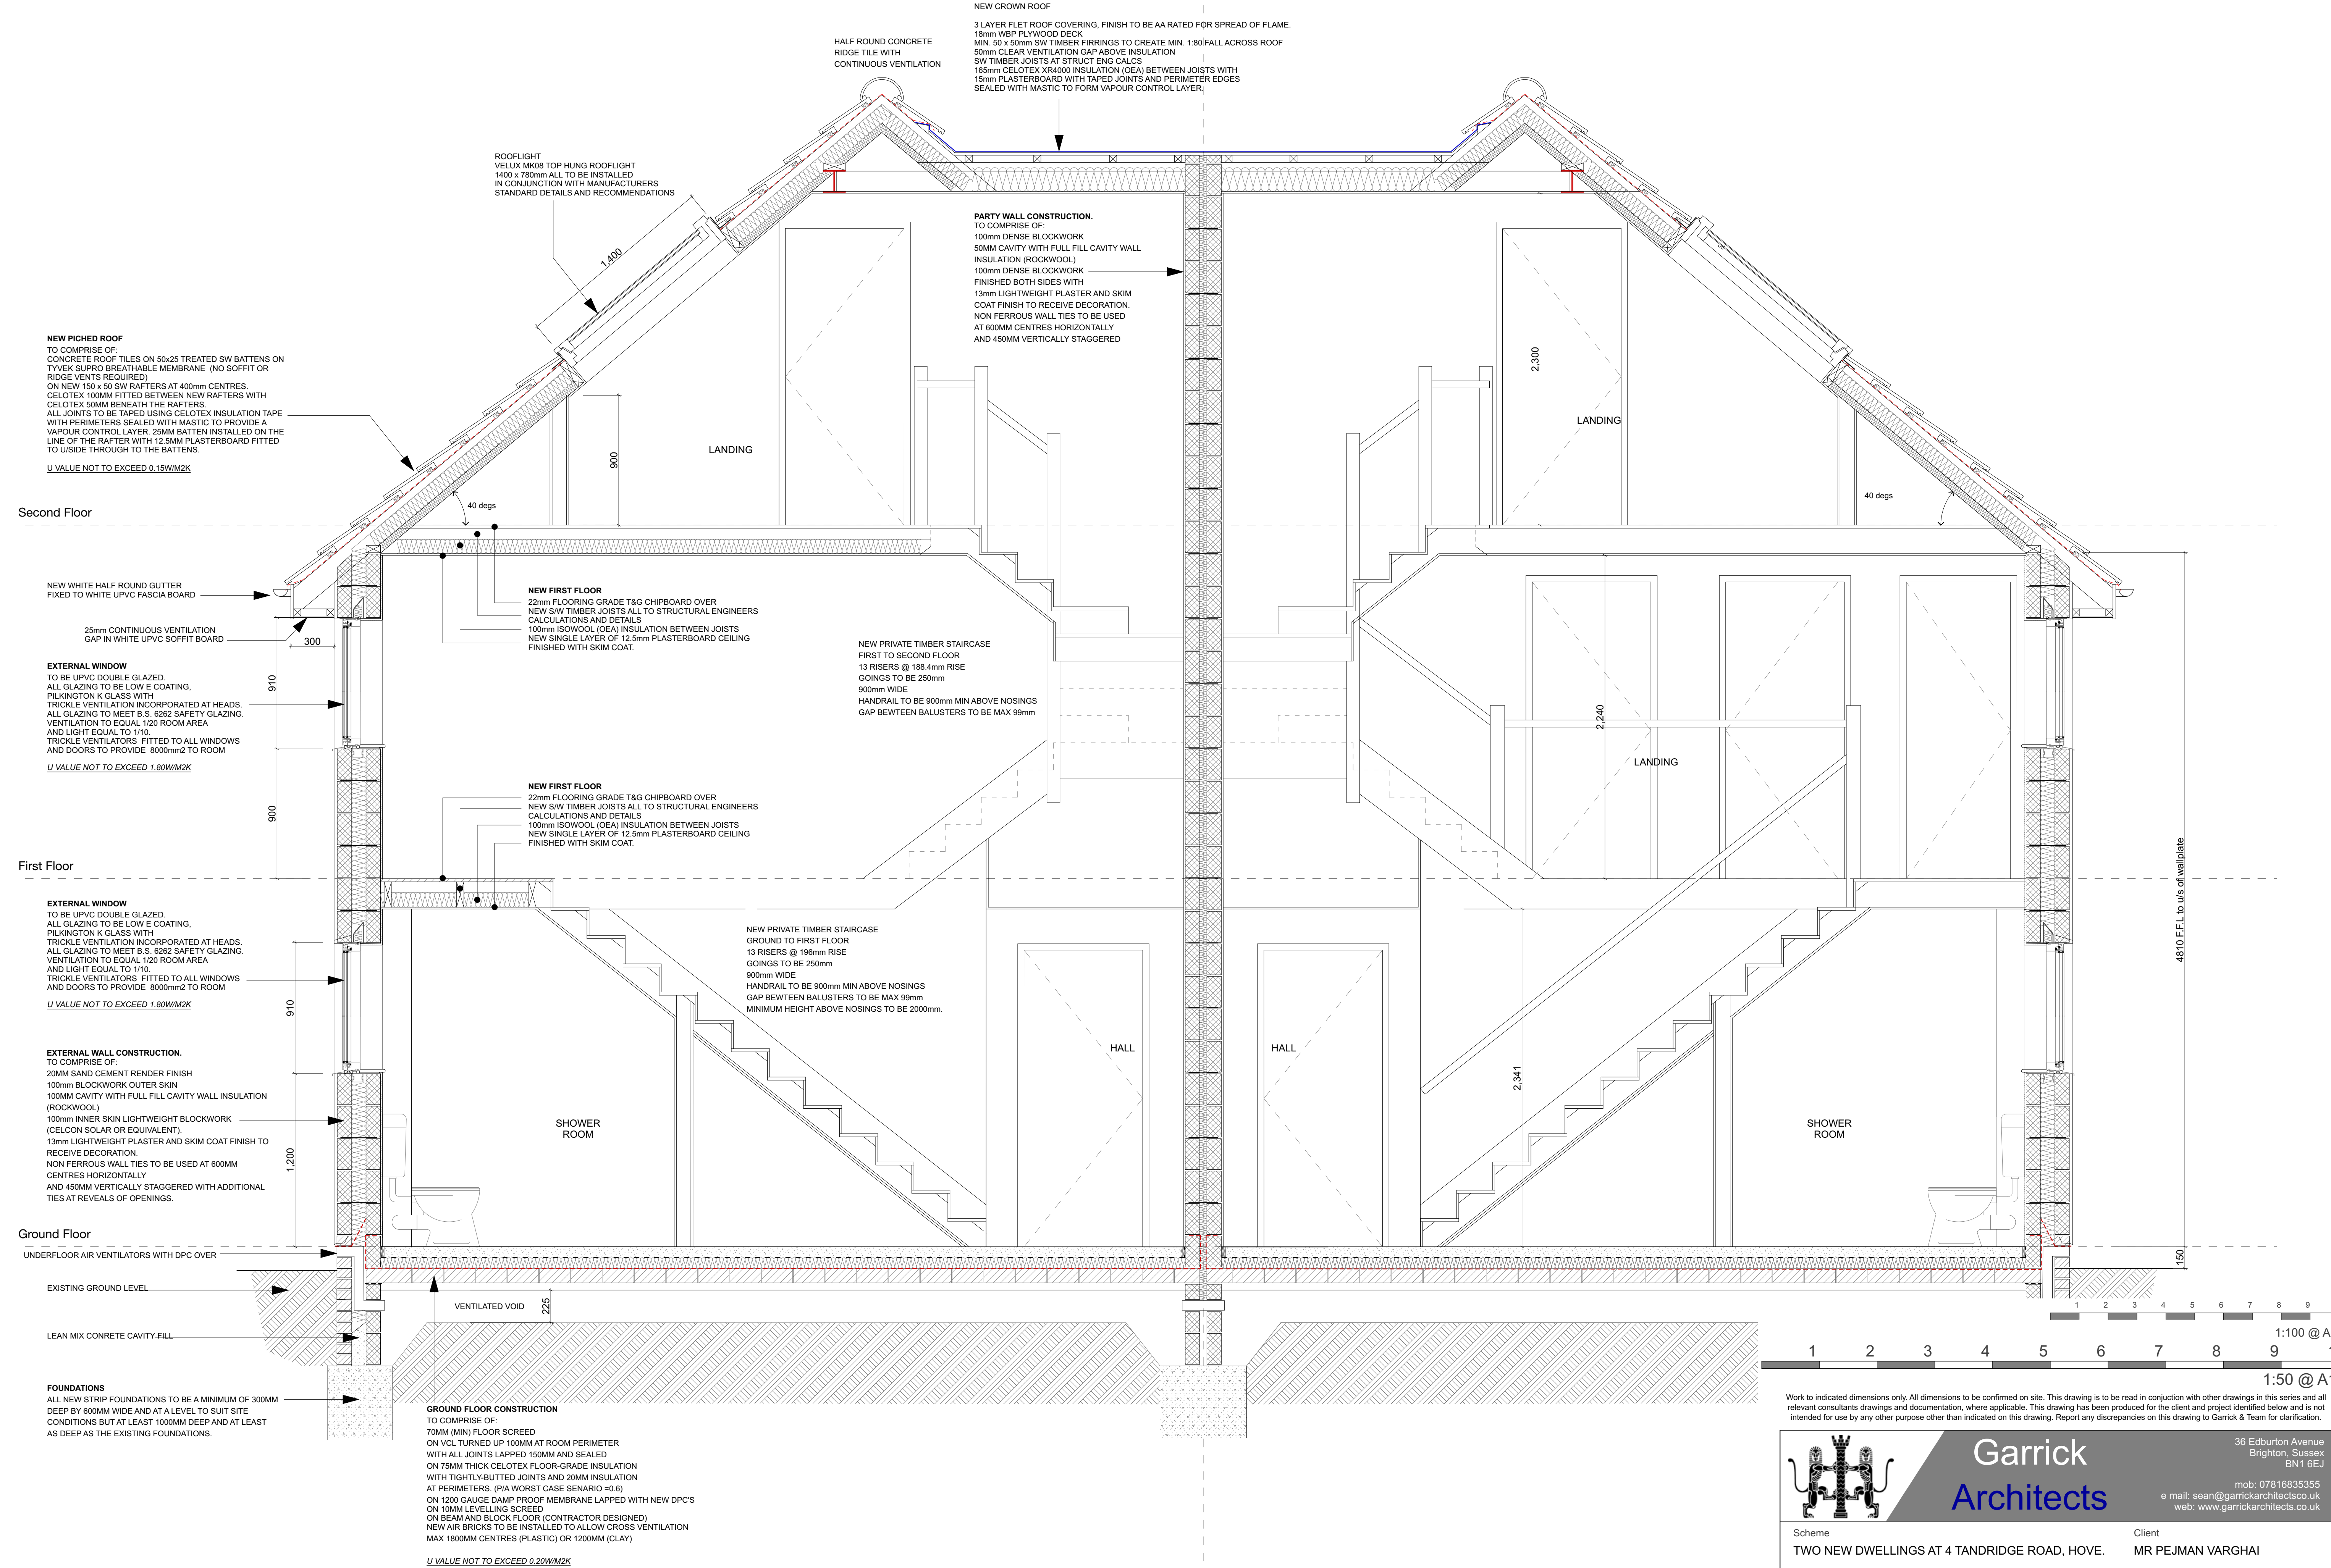 NEW CROWN ROOF
3 LAYER FLET ROOF COVERING, FINISH TO BE AA RATED FOR SPREAD OF FLAME.
18mm WBP PLYWOOD DECK
MIN. 50 x 50mm SW TIMBER FIRRINGS TO CREATE MIN. 1:80 FALL ACROSS ROOF
50mm CLEAR VENTILATION GAP ABOVE INSULATION
SW TIMBER JOISTS AT STRUCT ENG CALCS
165mm CELOTEX XR4000 INSULATION (OEA) BETWEEN JOISTS WITH
15mm PLASTERBOARD WITH TAPED JOINTS AND PERIMETER EDGES
SEALED WITH MASTIC TO FORM VAPOUR CONTROL LAYER.
HALF ROUND CONCRETE
RIDGE TILE WITH
CONTINUOUS VENTILATION
ROOFLIGHT
VELUX MK08 TOP HUNG ROOFLIGHT
1400 x 780mm ALL TO BE INSTALLED
IN CONJUNCTION WITH MANUFACTURERS
STANDARD DETAILS AND RECOMMENDATIONS
1,400
PARTY WALL CONSTRUCTION.
TO COMPRISE OF:
100mm DENSE BLOCKWORK
50MM CAVITY WITH FULL FILL CAVITY WALL
INSULATION (ROCKWOOL)
100mm DENSE BLOCKWORK
FINISHED BOTH SIDES WITH
13mm LIGHTWEIGHT PLASTER AND SKIM
COAT FINISH TO RECEIVE DECORATION.
NON FERROUS WALL TIES TO BE USED
AT 600MM CENTRES HORIZONTALLY
AND 450MM VERTICALLY STAGGERED
NEW PICHED ROOF
TO COMPRISE OF:
CONCRETE ROOF TILES ON 50x25 TREATED SW BATTENS ON
TYVEK SUPRO BREATHABLE MEMBRANE (NO SOFFIT OR
RIDGE VENTS REQUIRED)
ON NEW 150 x 50 SW RAFTERS AT 400mm CENTRES.
CELOTEX 100MM FITTED BETWEEN NEW RAFTERS WITH
CELOTEX 50MM BENEATH THE RAFTERS.
ALL JOINTS TO BE TAPED USING CELOTEX INSULATION TAPE
WITH PERIMETERS SEALED WITH MASTIC TO PROVIDE A
VAPOUR CONTROL LAYER. 25MM BATTEN INSTALLED ON THE
LINE OF THE RAFTER WITH 12.5MM PLASTERBOARD FITTED
TO U/SIDE THROUGH TO THE BATTENS.
U VALUE NOT TO EXCEED 0.15W/M2K
2,300
LANDING
LANDING
900
40 degs
40 degs
Second Floor
NEW WHITE HALF ROUND GUTTER
FIXED TO WHITE UPVC FASCIA BOARD
25mm CONTINUOUS VENTILATION
GAP IN WHITE UPVC SOFFIT BOARD
300
NEW FIRST FLOOR
22mm FLOORING GRADE T&G CHIPBOARD OVER
NEW S/W TIMBER JOISTS ALL TO STRUCTURAL ENGINEERS
CALCULATIONS AND DETAILS
100mm ISOWOOL (OEA) INSULATION BETWEEN JOISTS
NEW SINGLE LAYER OF 12.5mm PLASTERBOARD CEILING
FINISHED WITH SKIM COAT.
NEW PRIVATE TIMBER STAIRCASE
FIRST TO SECOND FLOOR
13 RISERS @ 188.4mm RISE
GOINGS TO BE 250mm
900mm WIDE
HANDRAIL TO BE 900mm MIN ABOVE NOSINGS
GAP BEWTEEN BALUSTERS TO BE MAX 99mm
EXTERNAL WINDOW
TO BE UPVC DOUBLE GLAZED.
ALL GLAZING TO BE LOW E COATING,
PILKINGTON K GLASS WITH
TRICKLE VENTILATION INCORPORATED AT HEADS.
ALL GLAZING TO MEET B.S. 6262 SAFETY GLAZING.
VENTILATION TO EQUAL 1/20 ROOM AREA
AND LIGHT EQUAL TO 1/10.
TRICKLE VENTILATORS FITTED TO ALL WINDOWS
AND DOORS TO PROVIDE 8000mm2 TO ROOM
U VALUE NOT TO EXCEED 1.80W/M2K
910
900
2,240
LANDING
NEW FIRST FLOOR
22mm FLOORING GRADE T&G CHIPBOARD OVER
NEW S/W TIMBER JOISTS ALL TO STRUCTURAL ENGINEERS
CALCULATIONS AND DETAILS
100mm ISOWOOL (OEA) INSULATION BETWEEN JOISTS
NEW SINGLE LAYER OF 12.5mm PLASTERBOARD CEILING
FINISHED WITH SKIM COAT.
First Floor
4810 F.F.L to u/s of wallplate
EXTERNAL WINDOW
TO BE UPVC DOUBLE GLAZED.
ALL GLAZING TO BE LOW E COATING,
PILKINGTON K GLASS WITH
TRICKLE VENTILATION INCORPORATED AT HEADS.
ALL GLAZING TO MEET B.S. 6262 SAFETY GLAZING.
VENTILATION TO EQUAL 1/20 ROOM AREA
AND LIGHT EQUAL TO 1/10.
TRICKLE VENTILATORS FITTED TO ALL WINDOWS
AND DOORS TO PROVIDE 8000mm2 TO ROOM
U VALUE NOT TO EXCEED 1.80W/M2K
910
NEW PRIVATE TIMBER STAIRCASE
GROUND TO FIRST FLOOR
13 RISERS @ 196mm RISE
GOINGS TO BE 250mm
900mm WIDE
HANDRAIL TO BE 900mm MIN ABOVE NOSINGS
GAP BEWTEEN BALUSTERS TO BE MAX 99mm
MINIMUM HEIGHT ABOVE NOSINGS TO BE 2000mm.
HALL
HALL
2,341
EXTERNAL WALL CONSTRUCTION.
TO COMPRISE OF:
20MM SAND CEMENT RENDER FINISH
100mm BLOCKWORK OUTER SKIN
100MM CAVITY WITH FULL FILL CAVITY WALL INSULATION
(ROCKWOOL)
100mm INNER SKIN LIGHTWEIGHT BLOCKWORK
(CELCON SOLAR OR EQUIVALENT).
13mm LIGHTWEIGHT PLASTER AND SKIM COAT FINISH TO
RECEIVE DECORATION.
NON FERROUS WALL TIES TO BE USED AT 600MM
CENTRES HORIZONTALLY
AND 450MM VERTICALLY STAGGERED WITH ADDITIONAL
TIES AT REVEALS OF OPENINGS.
1,200
SHOWER
ROOM
SHOWER
ROOM
Ground Floor
UNDERFLOOR AIR VENTILATORS WITH DPC OVER
150
EXISTING GROUND LEVEL
VENTILATED VOID
225
LEAN MIX CONRETE CAVITY FILL
FOUNDATIONS
ALL NEW STRIP FOUNDATIONS TO BE A MINIMUM OF 300MM
DEEP BY 600MM WIDE AND AT A LEVEL TO SUIT SITE
CONDITIONS BUT AT LEAST 1000MM DEEP AND AT LEAST
AS DEEP AS THE EXISTING FOUNDATIONS.
GROUND FLOOR CONSTRUCTION
TO COMPRISE OF:
70MM (MIN) FLOOR SCREED
ON VCL TURNED UP 100MM AT ROOM PERIMETER
WITH ALL JOINTS LAPPED 150MM AND SEALED
ON 75MM THICK CELOTEX FLOOR-GRADE INSULATION
WITH TIGHTLY-BUTTED JOINTS AND 20MM INSULATION
AT PERIMETERS. (P/A WORST CASE SENARIO =0.6)
ON 1200 GAUGE DAMP PROOF MEMBRANE LAPPED WITH NEW DPC'S
ON 10MM LEVELLING SCREED
ON BEAM AND BLOCK FLOOR (CONTRACTOR DESIGNED)
NEW AIR BRICKS TO BE INSTALLED TO ALLOW CROSS VENTILATION
MAX 1800MM CENTRES (PLASTIC) OR 1200MM (CLAY)
U VALUE NOT TO EXCEED 0.20W/M2K
1 2 3 4 5 6 7 8 9
1:100 @ A
1 2 3 4 5 6 7 8 9 1
1:50 @ A1
Work to indicated dimensions only. All dimensions to be confirmed on site. This drawing is to be read in conjuction with other drawings in this series and all
relevant consultants drawings and documentation, where applicable. This drawing has been produced for the client and project identified below and is not
intended for use by any other purpose other than indicated on this drawing. Report any discrepancies on this drawing to Garrick & Team for clarification.
Garrick
Architects
36 Edburton Avenue
Brighton, Sussex
BN1 6EJ
mob: 07816835355
e mail: sean@garrickarchitectsco.uk
web: www.garrickarchitects.co.uk
Scheme
TWO NEW DWELLINGS AT 4 TANDRIDGE ROAD, HOVE.
Client
MR PEJMAN VARGHAI